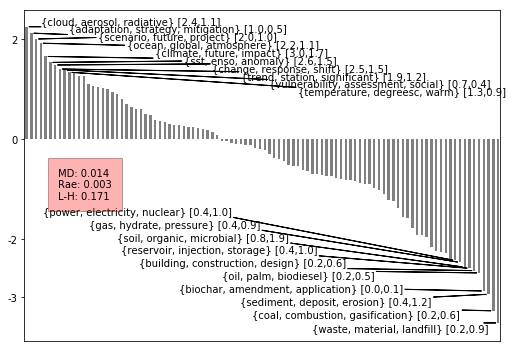 2
{cloud, aerosol, radiative} [2.4,1.1]
{adaptation, strategy, mitigation} [1.0,0.5]
{scenario, future, project} [2.0,1.0]
{ocean, global, atmosphere} [2.2,1.1]
{climate, future, impact} [3.0,1.7]
{sst, enso, anomaly} [2.6,1.5]
{change, response, shift} [2.5,1.5]
{trend, station, significant} [1.9,1.2]
{vulnerability, assessment, social} [0.7,0.4]
{temperature, degreesc, warm} [1.3,0.9]
0
MD: 0.014
Rae: 0.003
L-H: 0.171
{power, electricity, nuclear} [0.4,1.0]
{gas, hydrate, pressure} [0.4,0.9]
-2
{soil, organic, microbial} [0.8,1.9]
{reservoir, injection, storage} [0.4,1.0]
{building, construction, design} [0.2,0.6]
{oil, palm, biodiesel} [0.2,0.5]
{biochar, amendment, application} [0.0,0.1]
-3
{sediment, deposit, erosion} [0.4,1.2]
{coal, combustion, gasification} [0.2,0.6]
{waste, material, landfill} [0.2,0.9]